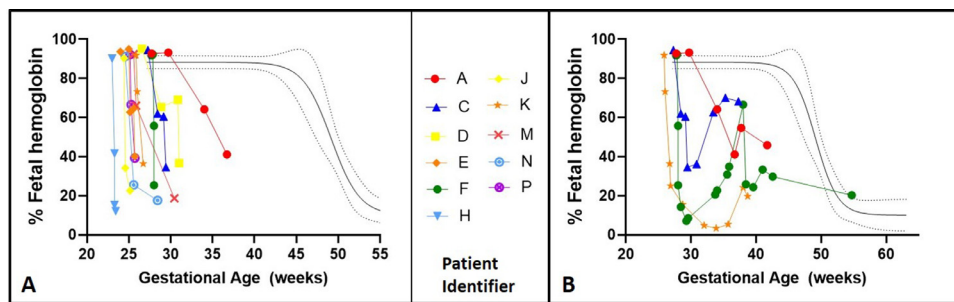 100
80
60
40
20
0
% Fetal hemoglobin
20 25 30 35 40 45 50 55
Gestational Age (weeks)
A
A
C
D
E
F
H
J
K
M
N
P
Patient
Identifier
100
80
60
40
20
0
% Fetal hemoglobin
20 30 40 50 60
Gestational Age (weeks)
B